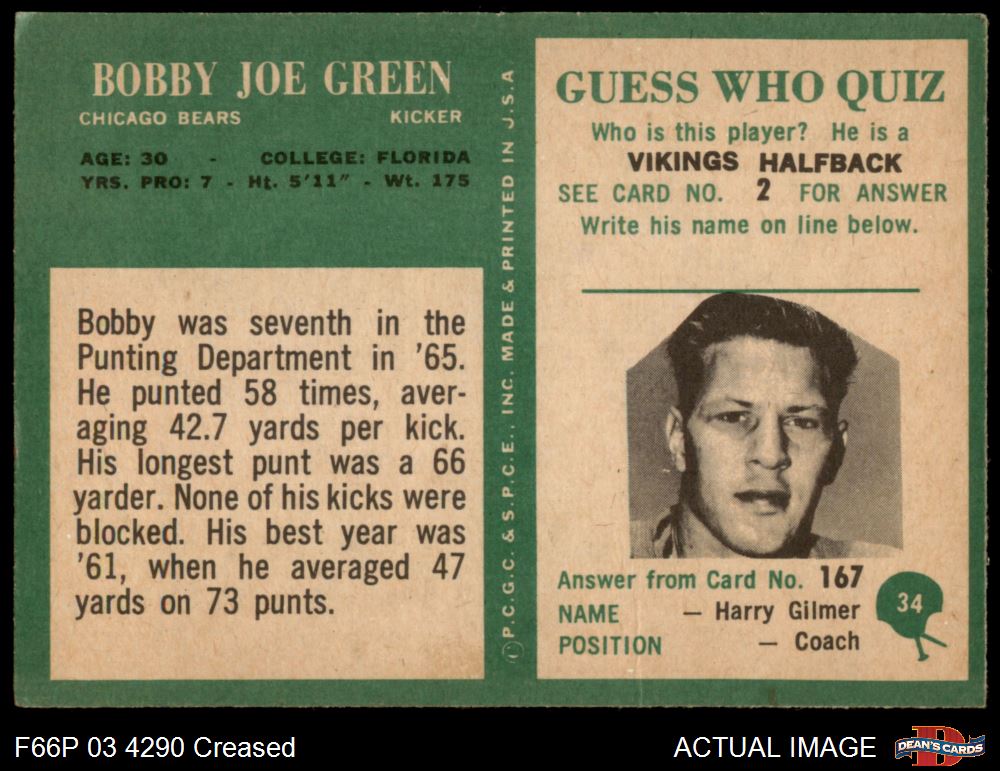 BOBBY JOE GREEN
CHICAGO BEARS KICKER
AGE: 30 - COLLEGE: FLORIDA
YRS. PRO: 7 - Ht. 5'11" - Wt. 175
Bobby was seventh in the
Punting Department in '65.
He punted 58 times, aver-
aging 42.7 yards per kick.
His longest punt was a 66
yarder. None of his kicks were
blocked. His best year was
'61, when he averaged 47
yards on 73 punts.
© P.C.G.C. & S.P.C.E., INC. MADE & PRINTED IN U.S.A
GUESS WHO QUIZ
Who is this player? He is a
VIKINGS HALFBACK
SEE CARD NO. 2 FOR ANSWER
Write his name on line below.
Answer from Card No. 167
NAME — Harry Gilmer
POSITION — Coach
34
F66P 03 4290 Creased
ACTUAL IMAGE
D
DEAN'S CARDS